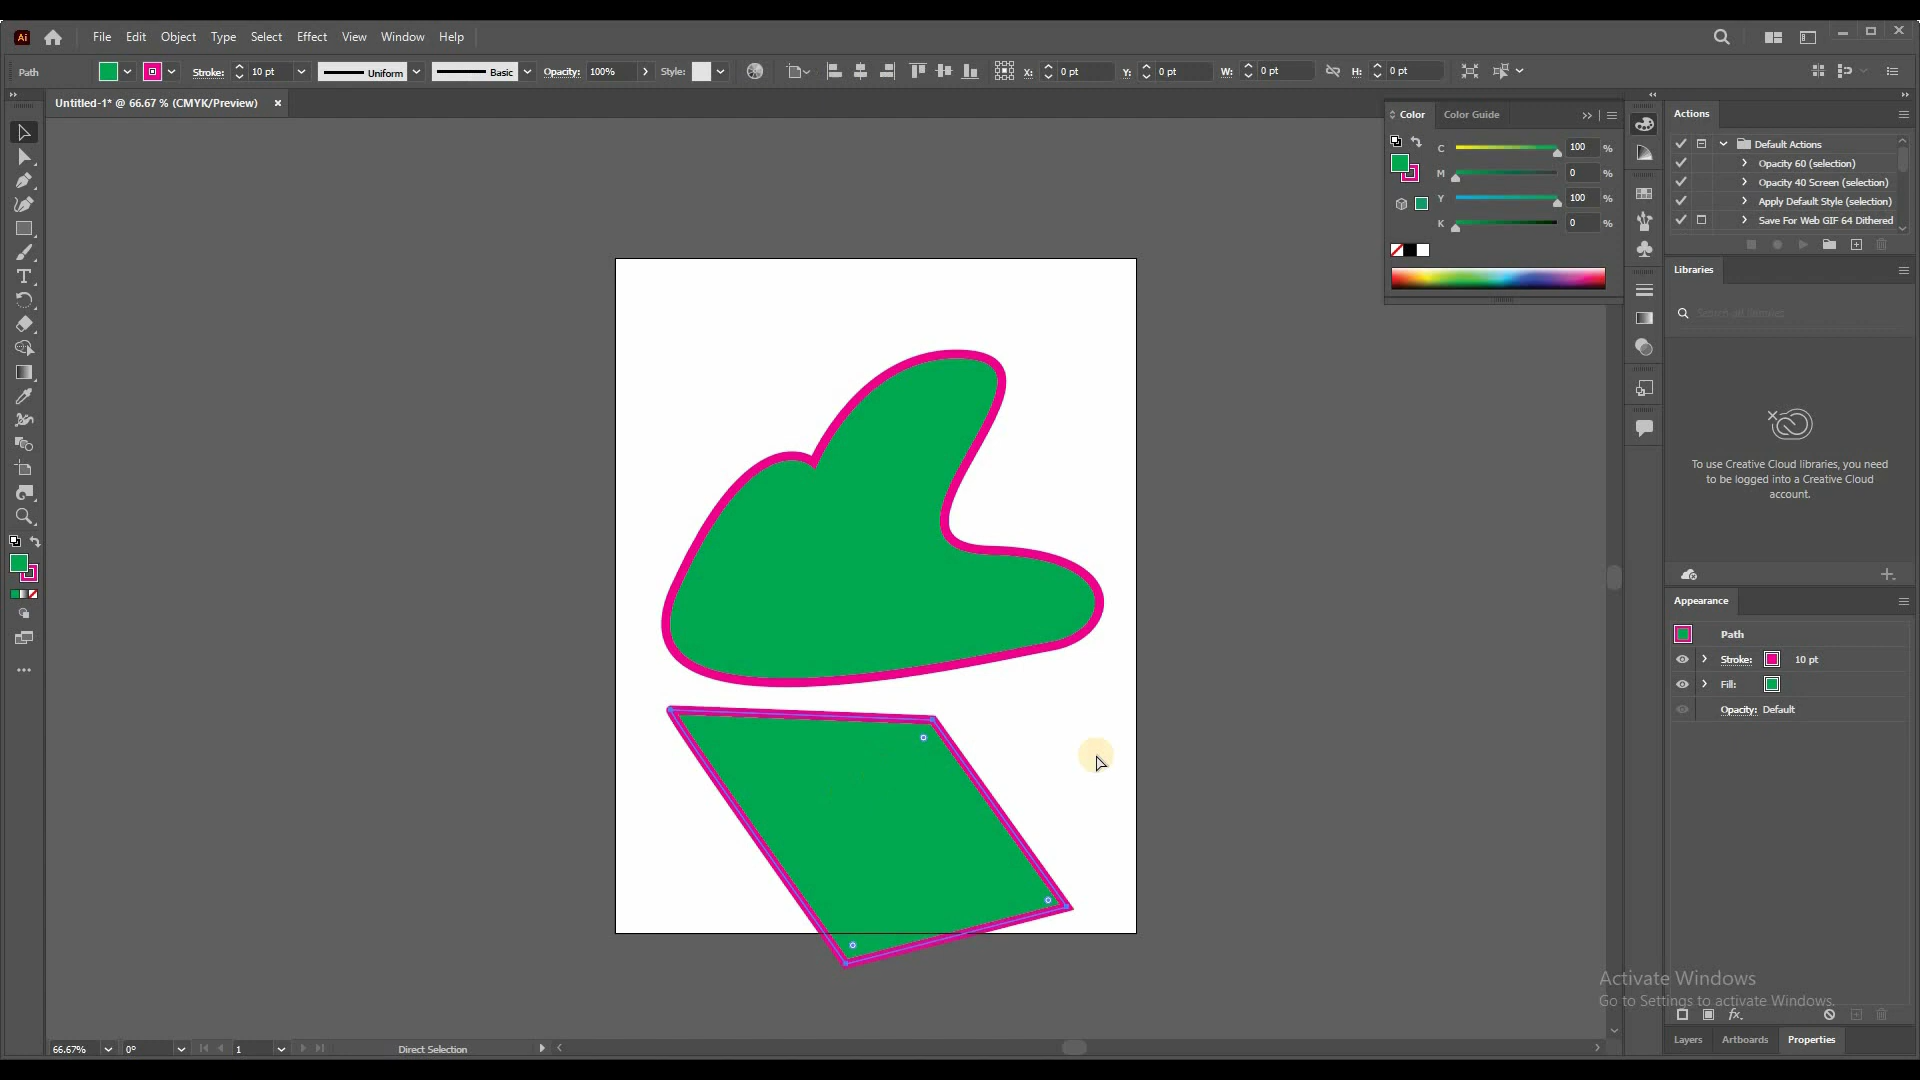 Ai File Edit Object Type Select Effect View Window Help
Path Stroke: 10 pt Uniform Basic Opacity: 100% Style: X: 0 pt Y: 0 pt W: 0 pt H: 0 pt
Untitled-1* @ 66.67 % (CMYK/Preview) ×
Color Color Guide
C 100 %
M 0 %
Y 100 %
K 0 %
Actions
Default Actions
Opacity 60 (selection)
Opacity 40 Screen (selection)
Apply Default Style (selection)
Save For Web GIF 64 Dithered
Libraries
Search all libraries
To use Creative Cloud libraries, you need
to be logged into a Creative Cloud
account.
Appearance
Path
Stroke: 10 pt
Fill:
Opacity: Default
Activate Windows
Go to Settings to activate Windows.
fx
Layers Artboards Properties
66.67% 0° 1 Direct Selection